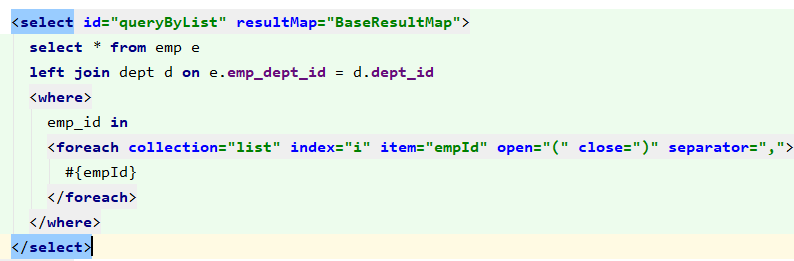 <select id="queryByList" resultMap="BaseResultMap">
select * from emp e
left join dept d on e.emp_dept_id = d.dept_id
<where>
emp_id in
<foreach collection="list" index="i" item="empId" open="(" close=")" separator=",">
#{empId}
</foreach>
</where>
</select>